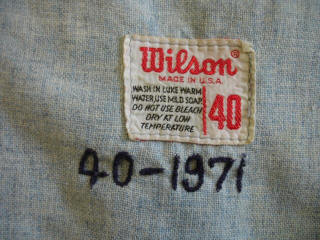 Wilson®
MADE IN U.S.A.
WASH IN LUKE WARM
WATER, USE MILD SOAP,
DO NOT USE BLEACH
DRY AT LOW
TEMPERATURE
40
40-1971